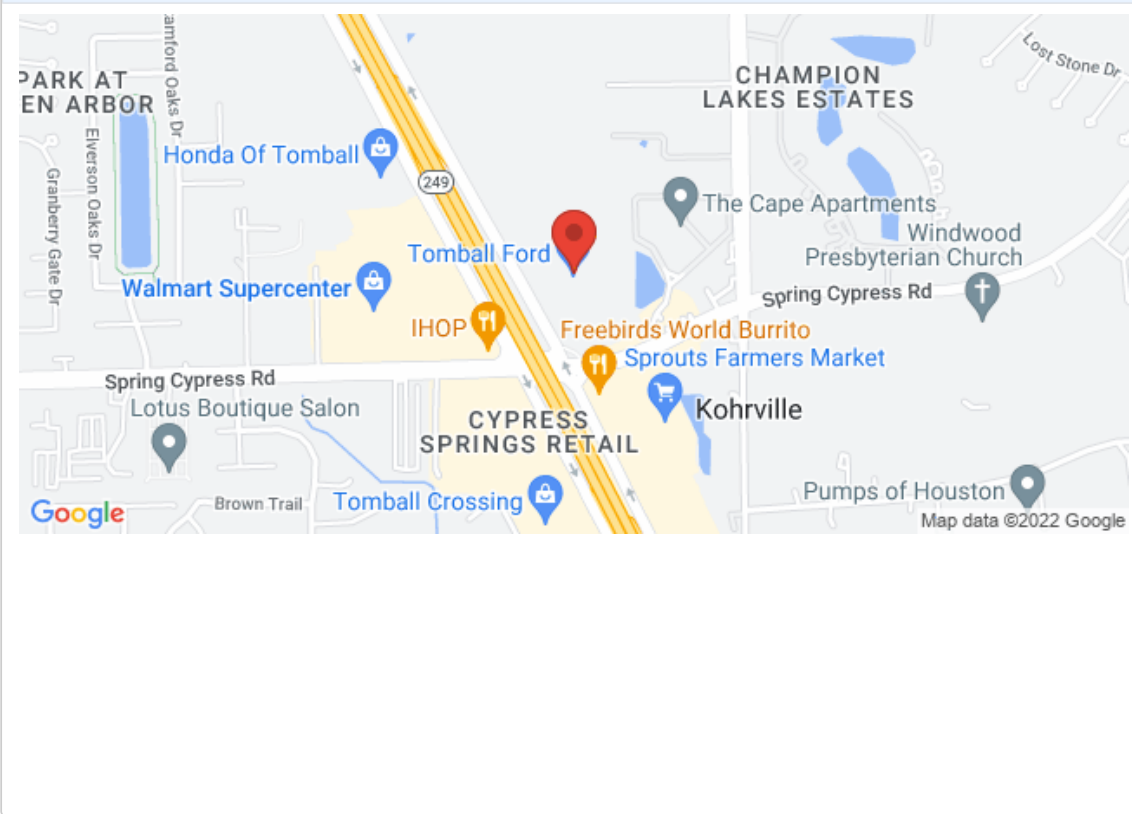 PARK AT
EN ARBOR
amford Oaks Dr
Elverson Oaks Dr
Granberry Gate Dr
Honda Of Tomball
249
CHAMPION
LAKES ESTATES
Lost Stone Dr
The Cape Apartments
Windwood
Presbyterian Church
Tomball Ford
Walmart Supercenter
Spring Cypress Rd
IHOP
Freebirds World Burrito
Sprouts Farmers Market
Spring Cypress Rd
Lotus Boutique Salon
Kohrville
CYPRESS
SPRINGS RETAIL
Brown Trail
Tomball Crossing
Pumps of Houston
Google
Map data ©2022 Google